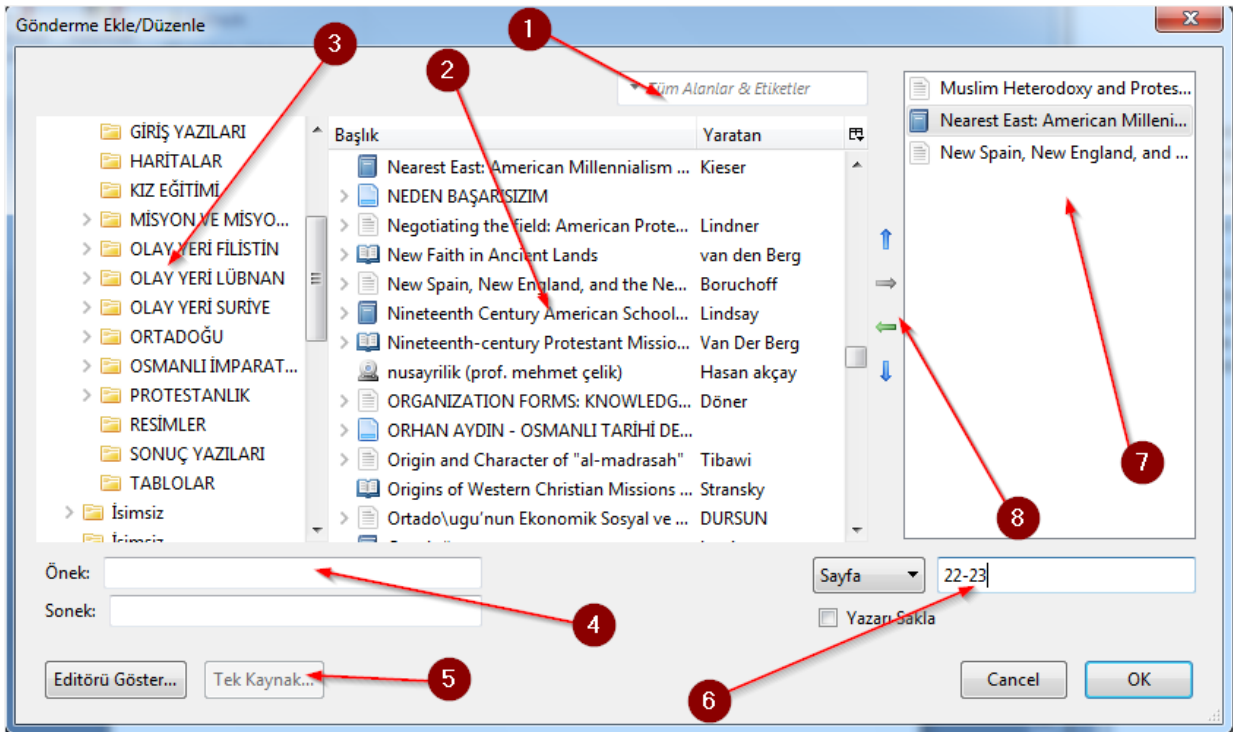 Gönderme Ekle/Düzenle
1
3
2
Tüm Alanlar & Etiketler
GİRİŞ YAZILARI
HARİTALAR
KIZ EĞİTİMİ
MİSYON VE MİSYO...
OLAY YERİ FİLİSTİN
OLAY YERİ LÜBNAN
OLAY YERİ SURİYE
ORTADOĞU
OSMANLI İMPARAT...
PROTESTANLIK
RESİMLER
SONUÇ YAZILARI
TABLOLAR
İsimsiz
İsimsiz
Başlık Yaratan
Nearest East: American Millennialism ... Kieser
NEDEN BAŞARISIZIM
Negotiating the field: American Prote... Lindner
New Faith in Ancient Lands van den Berg
New Spain, New England, and the Ne... Boruchoff
Nineteenth Century American School... Lindsay
Nineteenth-century Protestant Missio... Van Der Berg
nusayrilik (prof. mehmet çelik) Hasan akçay
ORGANIZATION FORMS: KNOWLEDG... Döner
ORHAN AYDIN - OSMANLI TARİHİ DE...
Origin and Character of "al-madrasah" Tibawi
Origins of Western Christian Missions ... Stransky
Ortado\ugu'nun Ekonomik Sosyal ve ... DURSUN
Muslim Heterodoxy and Protes...
Nearest East: American Milleni...
New Spain, New England, and ...
7
8
Önek:
Sonek:
4
Sayfa 22-23
Yazarı Sakla
Editörü Göster... Tek Kaynak...
5
6
Cancel OK